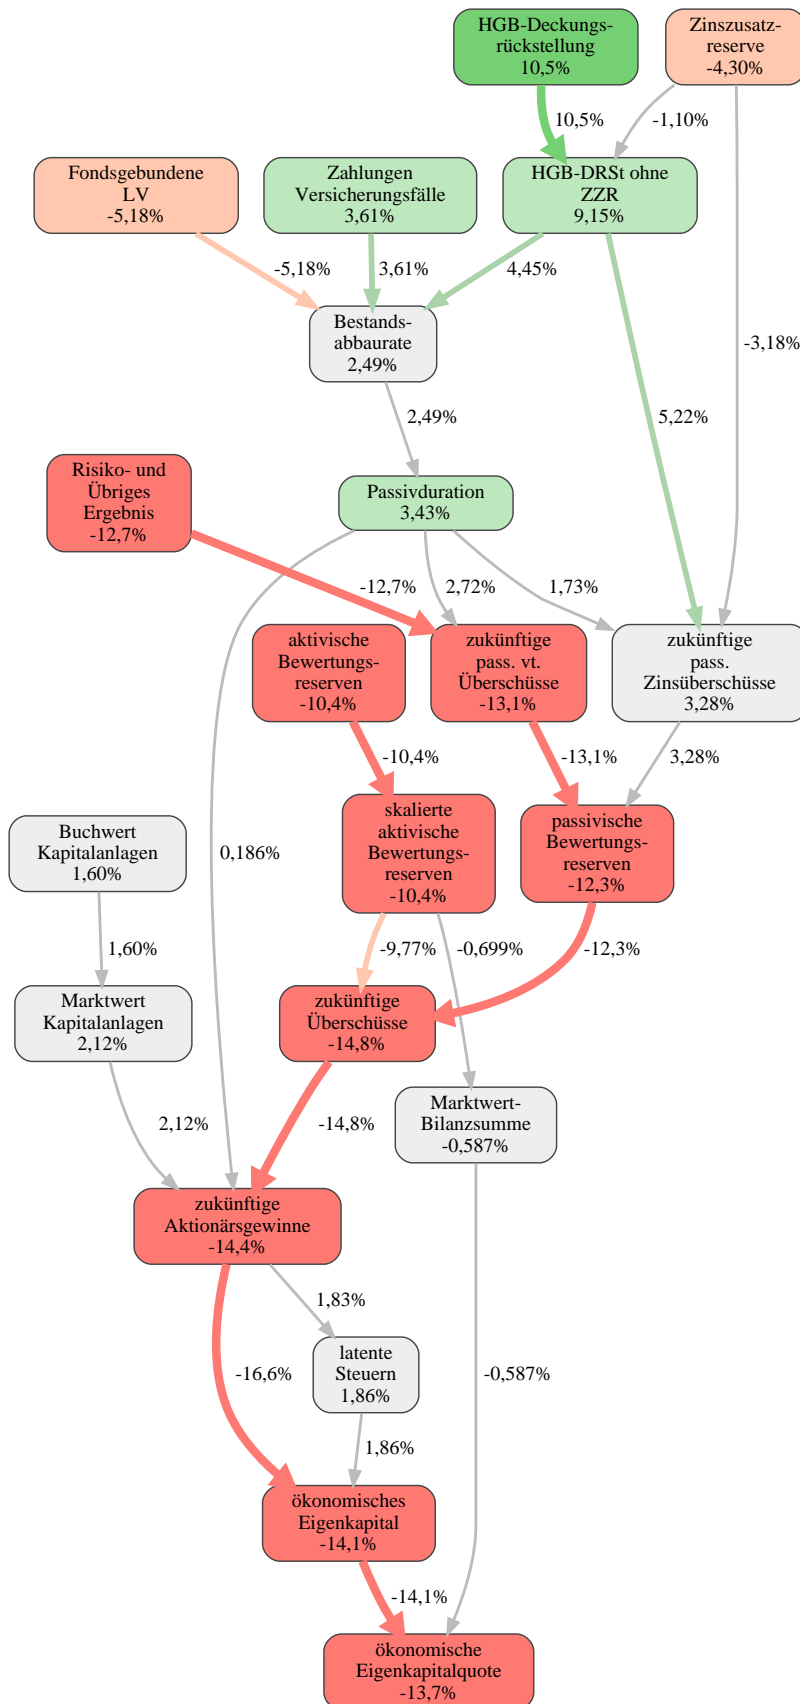 HGB-Deckungs-
rückstellung
10,5%
Zinszusatz-
reserve
-4,30%
10,5%
-1,10%
Fondsgebundene
LV
-5,18%
Zahlungen
Versicherungsfälle
3,61%
HGB-DRSt ohne
ZZR
9,15%
-5,18%
3,61%
4,45%
Bestands-
abbaurate
2,49%
-3,18%
2,49%
5,22%
Risiko- und
Übriges
Ergebnis
-12,7%
Passivduration
3,43%
-12,7%
2,72%
1,73%
aktivische
Bewertungs-
reserven
-10,4%
zukünftige
pass. vt.
Überschüsse
-13,1%
zukünftige
pass.
Zinsüberschüsse
3,28%
-10,4%
-13,1%
3,28%
Buchwert
Kapitalanlagen
1,60%
0,186%
skalierte
aktivische
Bewertungs-
reserven
-10,4%
passivische
Bewertungs-
reserven
-12,3%
1,60%
-9,77%
-0,699%
-12,3%
Marktwert
Kapitalanlagen
2,12%
zukünftige
Überschüsse
-14,8%
2,12%
-14,8%
Marktwert-
Bilanzsumme
-0,587%
zukünftige
Aktionärsgewinne
-14,4%
1,83%
-16,6%
latente
Steuern
1,86%
-0,587%
1,86%
ökonomisches
Eigenkapital
-14,1%
-14,1%
ökonomische
Eigenkapitalquote
-13,7%